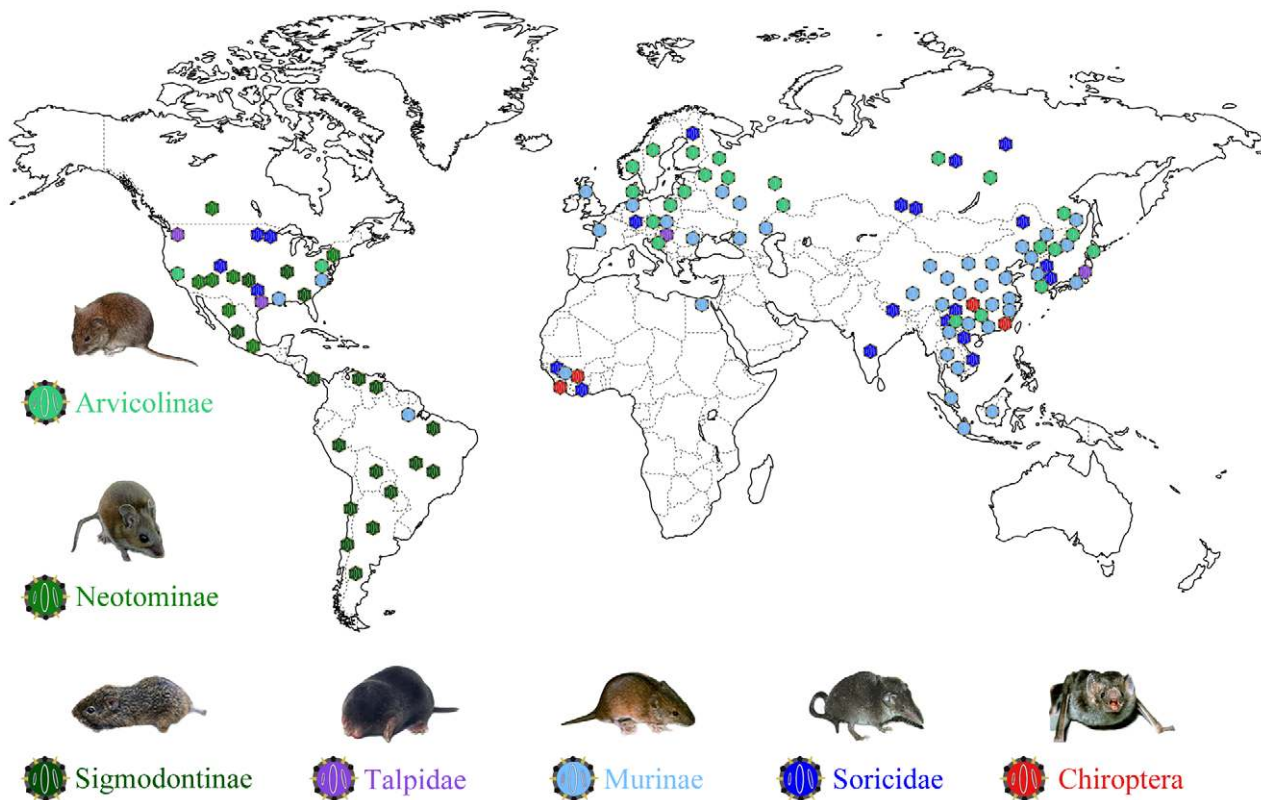 Arvicolinae
Neotominae
Sigmodontinae
Talpidae
Murinae
Soricidae
Chiroptera